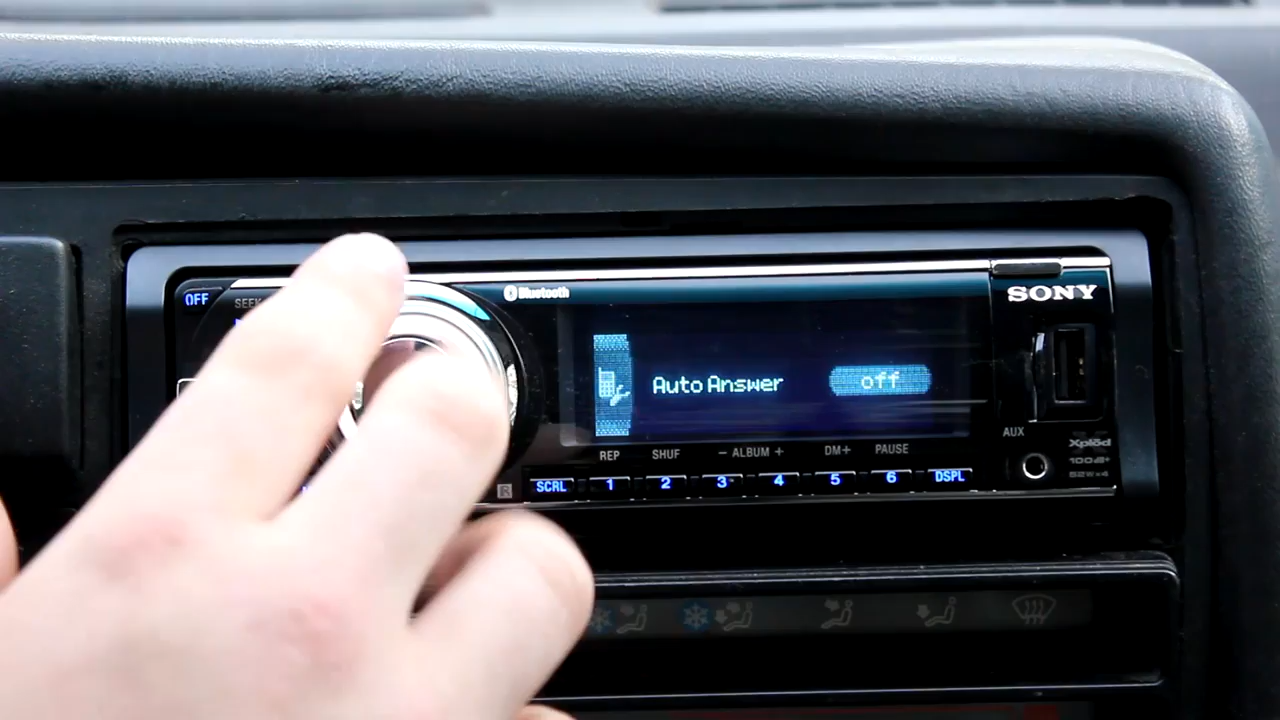 OFF
SEEK
Bluetooth
SONY
Auto Answer
off
AUX
REP
SHUF
− ALBUM +
DM+
PAUSE
Xplōd
SCRL
1
2
3
4
5
6
DSPL
R